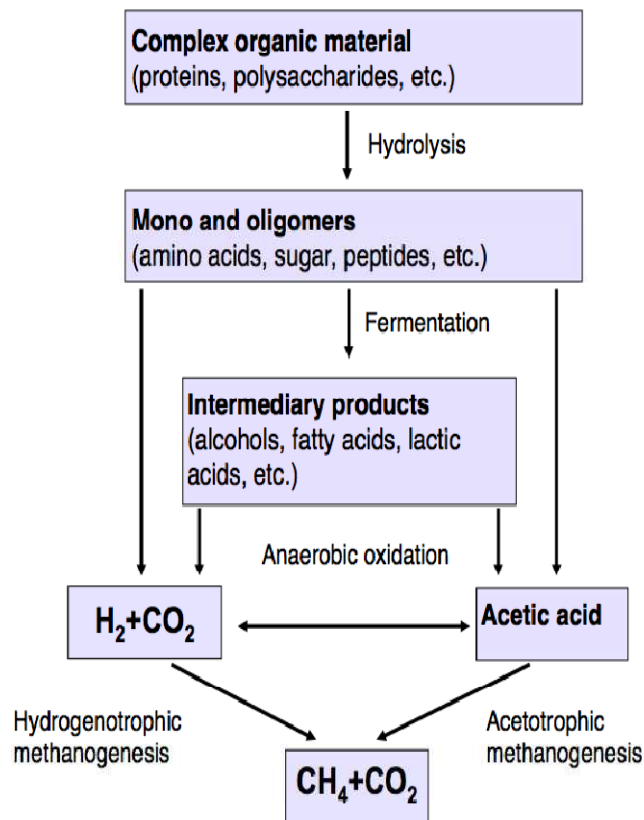 Complex organic material
(proteins, polysaccharides, etc.)
Hydrolysis
Mono and oligomers
(amino acids, sugar, peptides, etc.)
Fermentation
Intermediary products
(alcohols, fatty acids, lactic
acids, etc.)
Anaerobic oxidation
H₂+CO₂
Acetic acid
Hydrogenotrophic
methanogenesis
Acetotrophic
methanogenesis
CH₄+CO₂